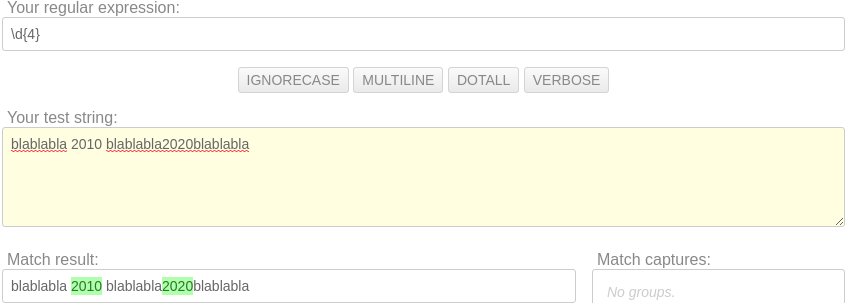 Your regular expression:
\d{4}
IGNORECASE MULTILINE DOTALL VERBOSE
Your test string:
blablabla 2010 blablabla2020blablabla
Match result: Match captures:
blablabla 2010 blablabla2020blablabla No groups.